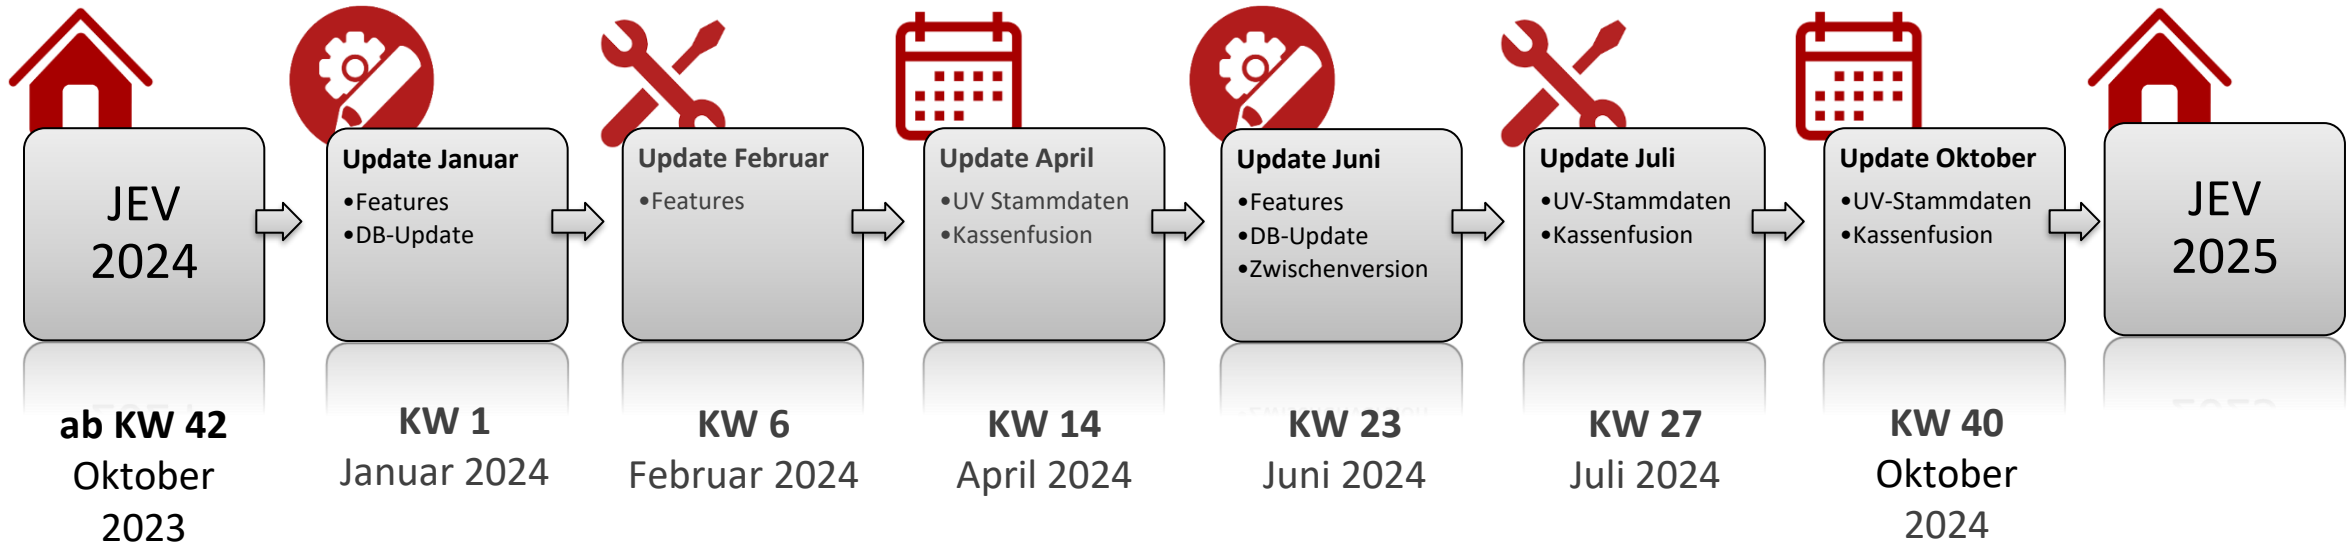 JEV
2024
Update Januar
•Features
•DB-Update
Update Februar
•Features
Update April
•UV Stammdaten
•Kassenfusion
Update Juni
•Features
•DB-Update
•Zwischenversion
Update Juli
•UV-Stammdaten
•Kassenfusion
Update Oktober
•UV-Stammdaten
•Kassenfusion
JEV
2025
ab KW 42
Oktober
2023
KW 1
Januar 2024
KW 6
Februar 2024
KW 14
April 2024
KW 23
Juni 2024
KW 27
Juli 2024
KW 40
Oktober
2024